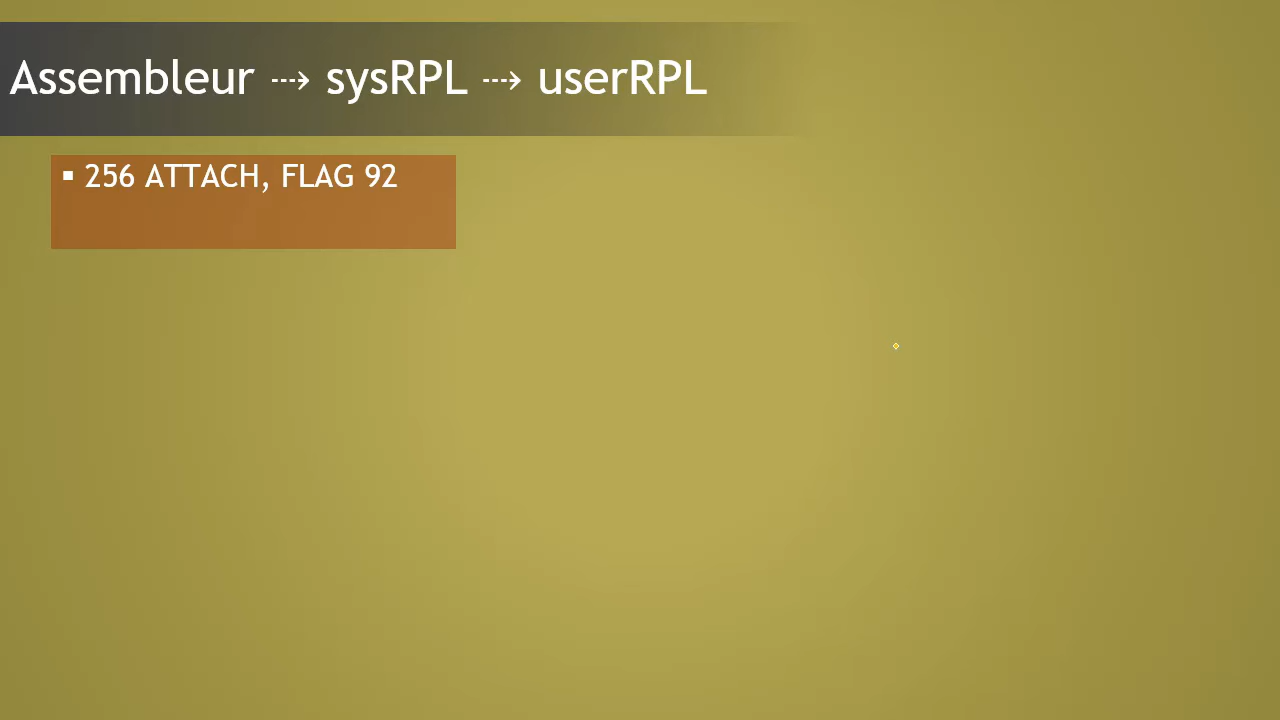 Assembleur ⇢ sysRPL ⇢ userRPL
▪ 256 ATTACH, FLAG 92